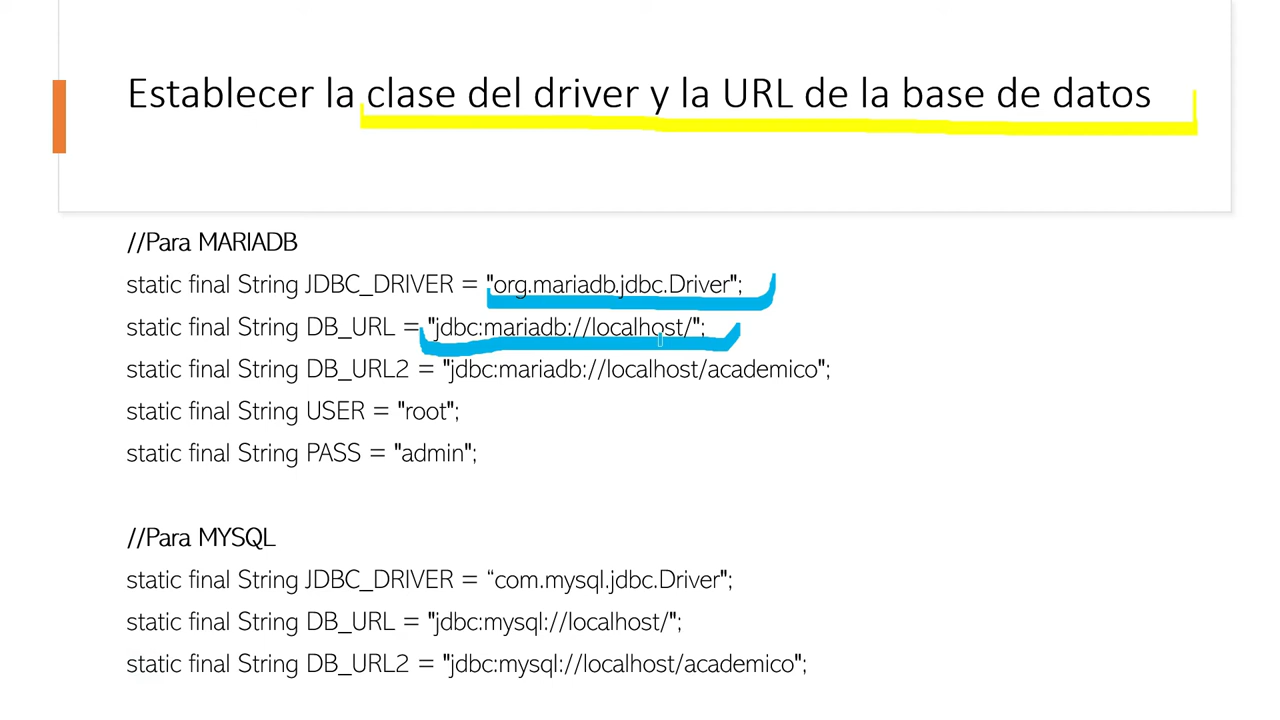 Establecer la clase del driver y la URL de la base de datos
//Para MARIADB
static final String JDBC_DRIVER = "org.mariadb.jdbc.Driver";
static final String DB_URL = "jdbc:mariadb://localhost/";
static final String DB_URL2 = "jdbc:mariadb://localhost/academico";
static final String USER = "root";
static final String PASS = "admin";
//Para MYSQL
static final String JDBC_DRIVER = “com.mysql.jdbc.Driver";
static final String DB_URL = "jdbc:mysql://localhost/";
static final String DB_URL2 = "jdbc:mysql://localhost/academico";